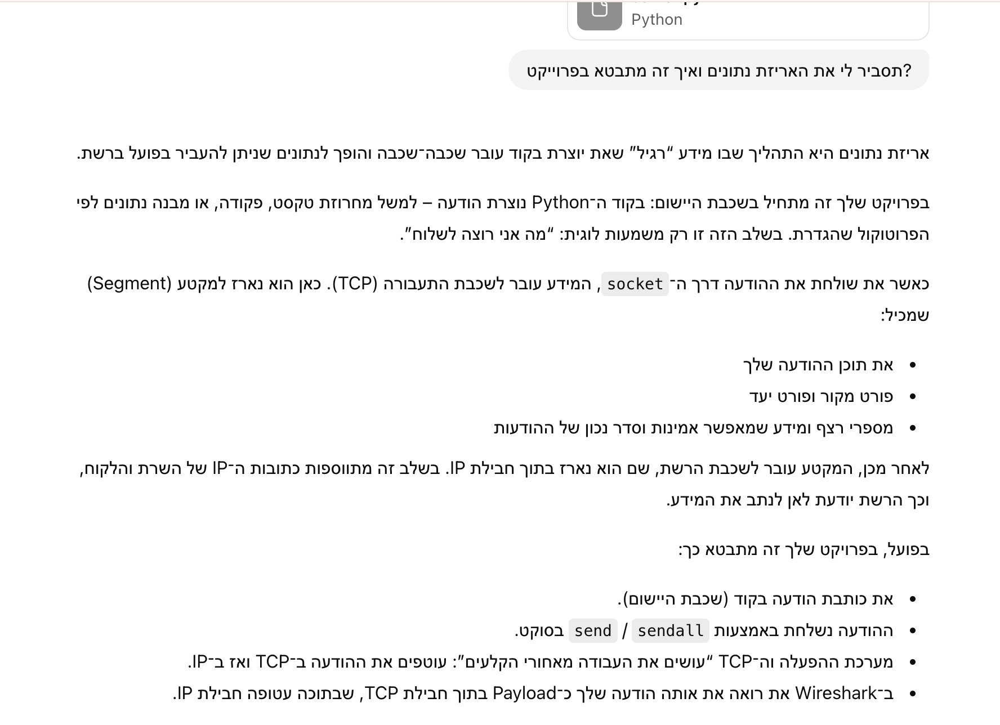 Python
תסביר לי את האריזת נתונים ואיך זה מתבטא בפרוייקט?
אריזת נתונים היא התהליך שבו מידע “רגיל” שאת יוצרת בקוד עובר שכבה־שכבה והופך לנתונים שניתן להעביר בפועל ברשת.
בפרויקט שלך זה מתחיל בשכבת היישום: בקוד ה־Python נוצרת הודעה – למשל מחרוזת טקסט, פקודה, או מבנה נתונים לפי
הפרוטוקול שהגדרת. בשלב הזה זו רק משמעות לוגית: “מה אני רוצה לשלוח”.
כאשר את שולחת את ההודעה דרך ה־socket, המידע עובר לשכבת התעבורה (TCP). כאן הוא נארז למקטע (Segment)
שמכיל:
• את תוכן ההודעה שלך
• פורט מקור ופורט יעד
• מספרי רצף ומידע שמאפשר אמינות וסדר נכון של ההודעות
לאחר מכן, המקטע עובר לשכבת הרשת, שם הוא נארז בתוך חבילת IP. בשלב זה מתווספות כתובות ה־IP של השרת והלקוח,
וכך הרשת יודעת לאן לנתב את המידע.
בפועל, בפרויקט שלך זה מתבטא כך:
• את כותבת הודעה בקוד (שכבת היישום).
• ההודעה נשלחת באמצעות sendall / send בסוקט.
• מערכת ההפעלה וה־TCP “עושים את העבודה מאחורי הקלעים”: עוטפים את ההודעה ב־TCP ואז ב־IP.
• ב־Wireshark את רואה את אותה הודעה שלך כ־Payload בתוך חבילת TCP, שבתוכה עטופה חבילת IP.